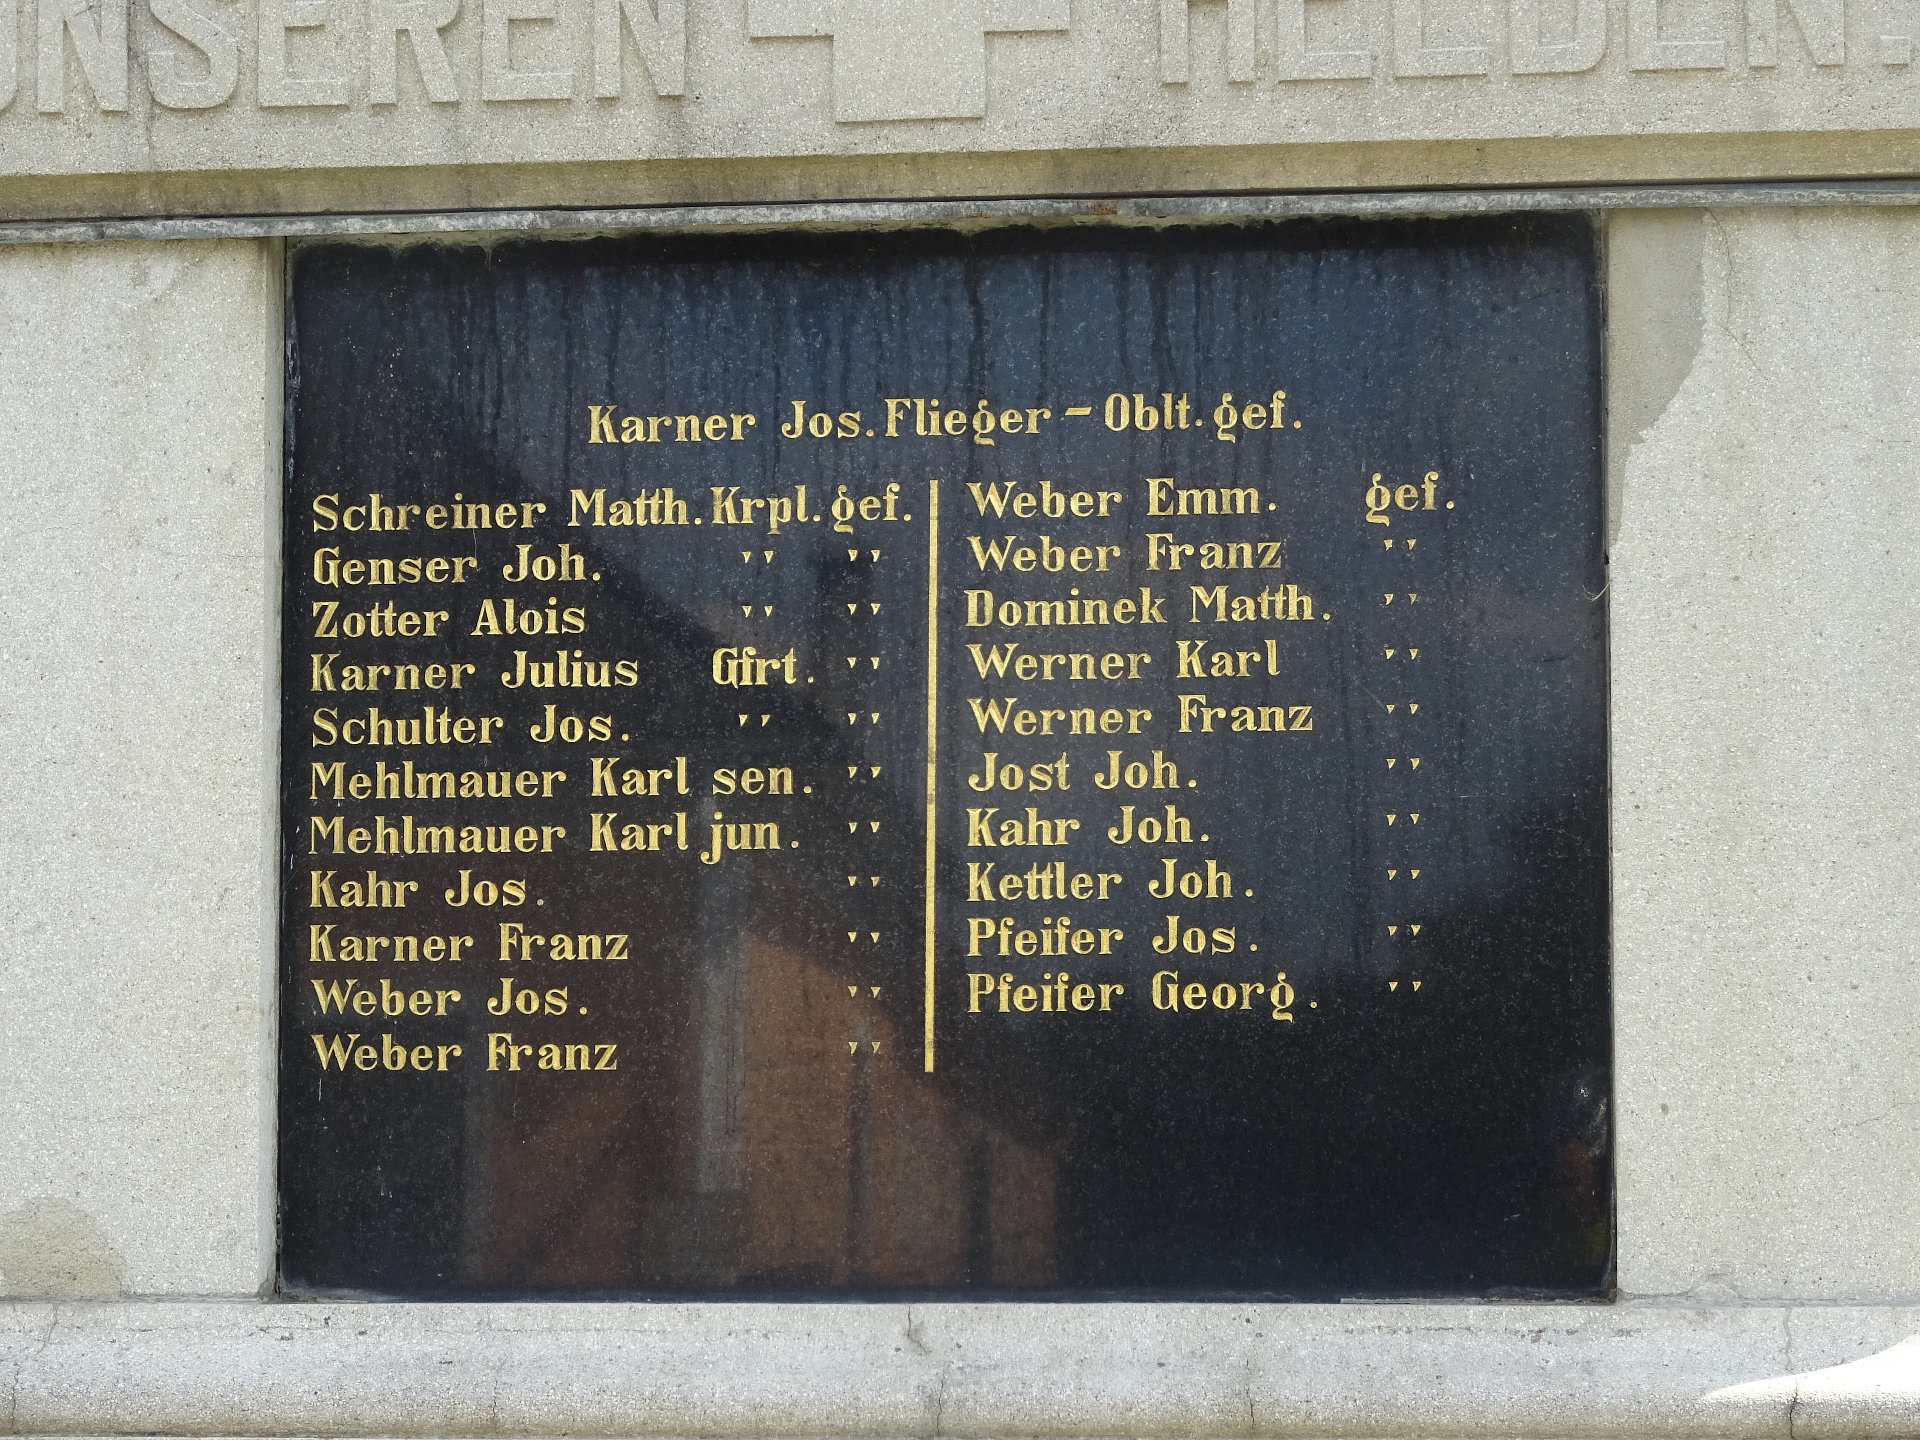 UNSEREN HELDEN.
Karner Jos. Flieger - Oblt. gef.
Schreiner Matth. Krpl. gef.
Genser Joh. " "
Zotter Alois " "
Karner Julius Gfrt. "
Schulter Jos. " "
Mehlmauer Karl sen. "
Mehlmauer Karl jun. "
Kahr Jos. "
Karner Franz "
Weber Jos. "
Weber Franz "
Weber Emm. gef.
Weber Franz "
Dominek Matth. "
Werner Karl "
Werner Franz "
Jost Joh. "
Kahr Joh. "
Kettler Joh. "
Pfeifer Jos. "
Pfeifer Georg. "